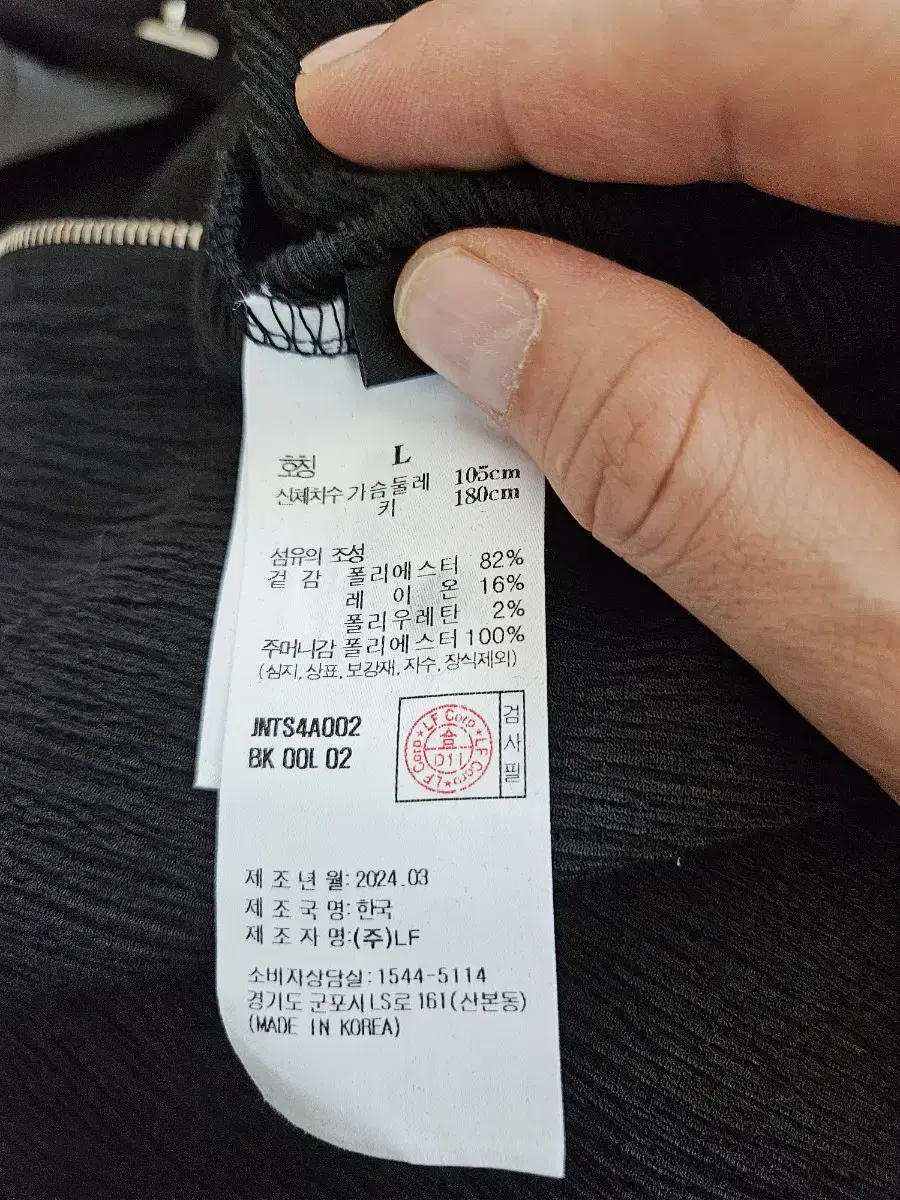 호칭 L
신체치수 가슴둘레 105cm
키 180cm
섬유의 조성
겉감 폴리에스터 82%
레이온 16%
폴리우레탄 2%
주머니감 폴리에스터 100%
(심지, 상표, 보강재, 자수, 장식제외)
JNTS4A002
BK 00L 02
LF Corp ★ LF Corp ★ LF Corp ★
합
D11
검사필
제조년월: 2024.03
제조국명: 한국
제조자명: (주)LF
소비자상담실: 1544-5114
경기도 군포시 LS로 161(산본동)
(MADE IN KOREA)